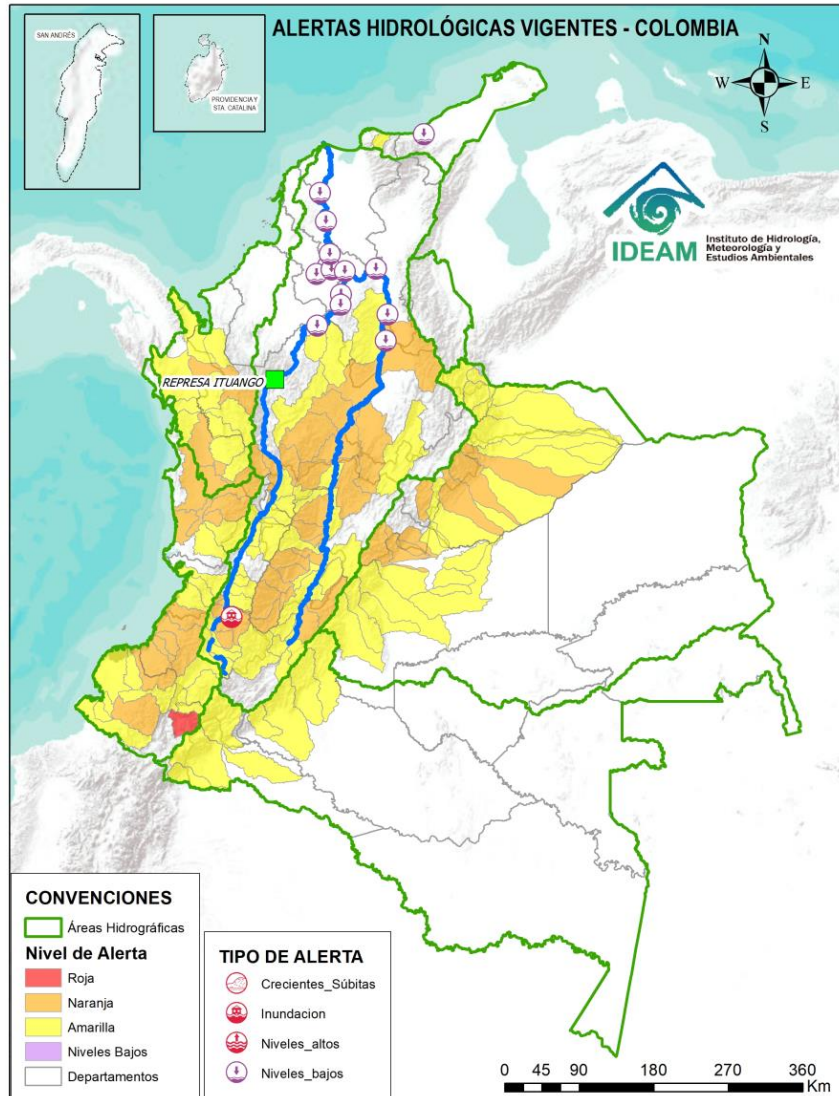 ALERTAS HIDROLÓGICAS VIGENTES - COLOMBIA
SAN ANDRÉS
PROVIDENCIA Y
STA. CATALINA
N
W
E
S
IDEAM
Instituto de Hidrología,
Meteorología y
Estudios Ambientales
REPRESA ITUANGO
CONVENCIONES
Áreas Hidrográficas
Nivel de Alerta
Roja
Naranja
Amarilla
Niveles Bajos
Departamentos
TIPO DE ALERTA
Crecientes_Súbitas
Inundacion
Niveles_altos
Niveles_bajos
0 45 90 180 270 360
Km